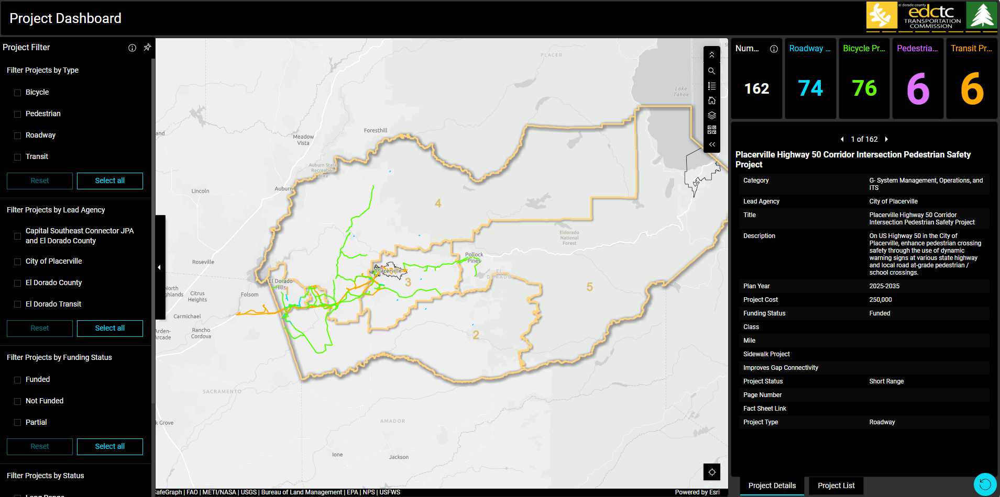 Project Dashboard
el dorado county
edctc
TRANSPORTATION
COMMISSION
Project Filter
Filter Projects by Type
Bicycle
Pedestrian
Roadway
Transit
Reset
Select all
Filter Projects by Lead Agency
Capital Southeast Connector JPA
and El Dorado County
City of Placerville
El Dorado County
El Dorado Transit
Reset
Select all
Filter Projects by Funding Status
Funded
Not Funded
Partial
Reset
Select all
Filter Projects by Status
Long Range
PLACER
Lake
Tahoe
Foresthill
Meadow
Vista
Auburn State
Recreation
Area
Auburn
Lincoln
4
Eldorado
National
Forest
Roseville
Pollock
Pines
Placerville
EL
DORADO
El Dorado
Hills
1
3
5
North
Highlands
Citrus
Heights
Folsom
Carmichael
Arden-
Arcade
Rancho
Cordova
2
SACRAMENTO
AMADOR
k Grove
Ione
Jackson
SafeGraph | FAO | METI/NASA | USGS | Bureau of Land Management | EPA | NPS | USFWS
Powered by Esri
Num...
162
Roadway ...
74
Bicycle Pr...
76
Pedestria...
6
Transit Pr...
6
1 of 162
Placerville Highway 50 Corridor Intersection Pedestrian Safety
Project
Category
G- System Management, Operations, and
ITS
Lead Agency
City of Placerville
Title
Placerville Highway 50 Corridor
Intersection Pedestrian Safety Project
Description
On US Highway 50 in the City of
Placerville, enhance pedestrian crossing
safety through the use of dynamic
warning signs at various state highway
and local road at-grade pedestrian /
school crossings.
Plan Year
2025-2035
Project Cost
250,000
Funding Status
Funded
Class
Mile
Sidewalk Project
Improves Gap Connectivity
Project Status
Short Range
Page Number
Fact Sheet Link
Project Type
Roadway
Project Details
Project List